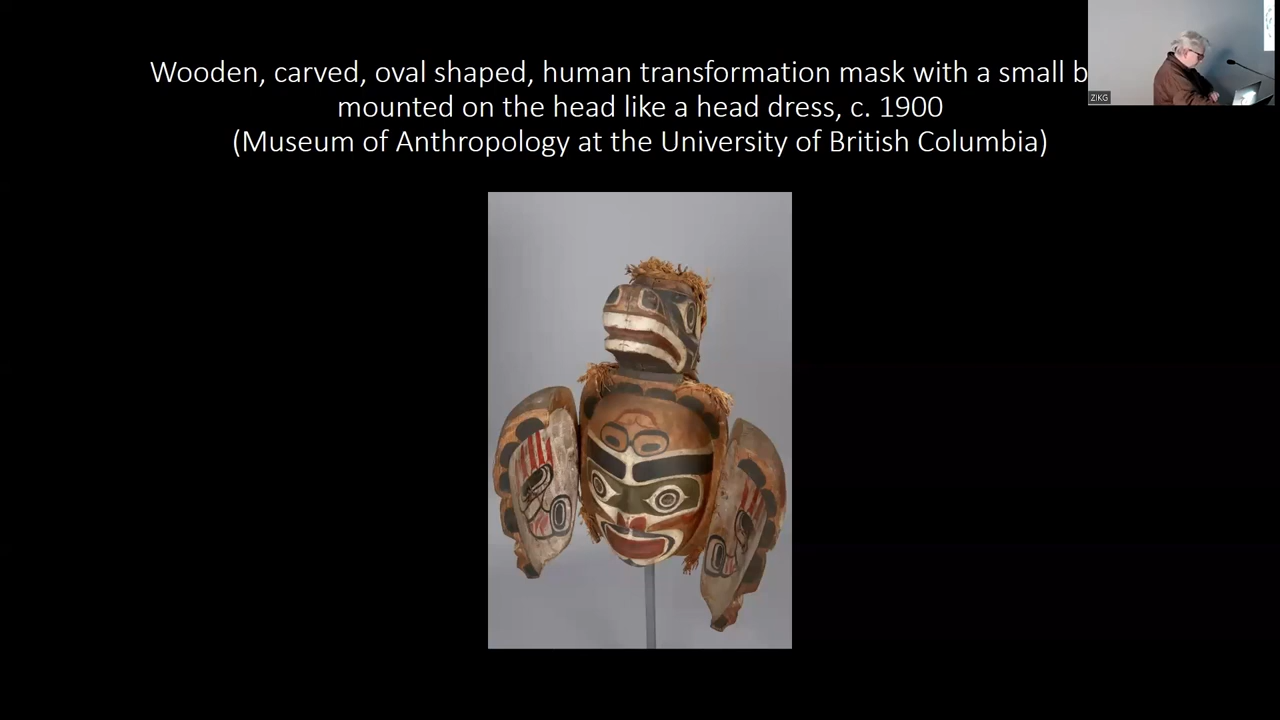 Wooden, carved, oval shaped, human transformation mask with a small
mounted on the head like a head dress, c. 1900
(Museum of Anthropology at the University of British Columbia)
ZIKG